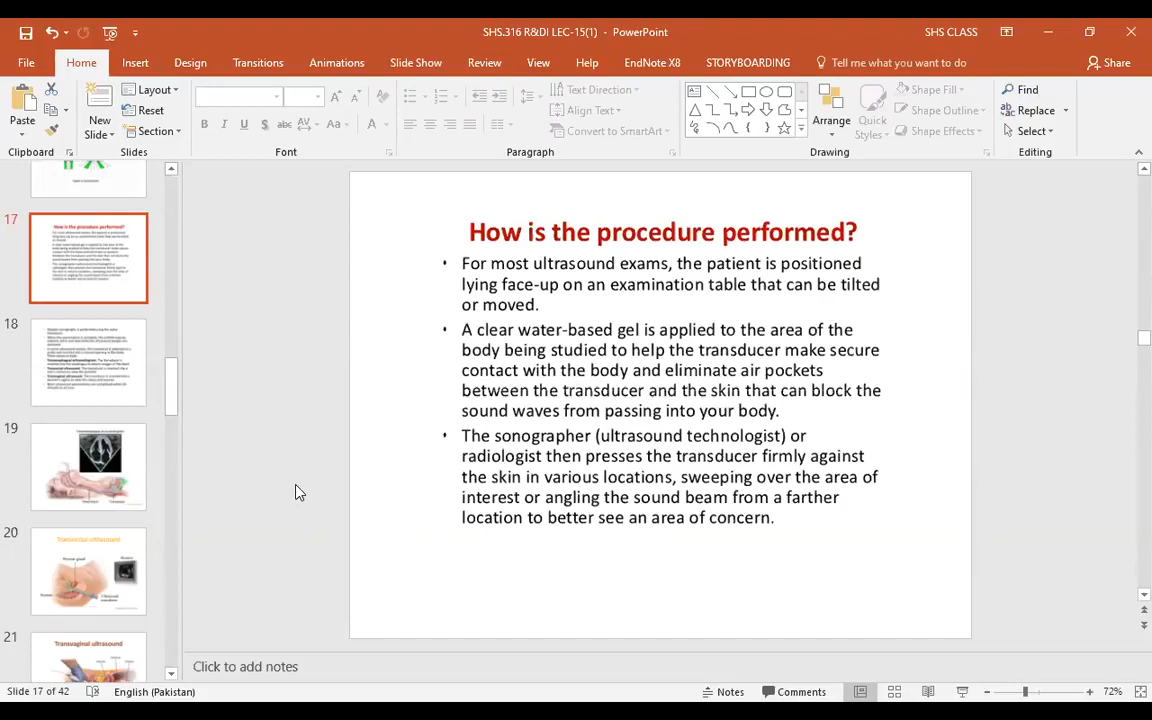 SHS.316 R&DI LEC-15(1) - PowerPoint
SHS CLASS
File Home Insert Design Transitions Animations Slide Show Review View Help EndNote X8 STORYBOARDING Tell me what you want to do Share
Paste
New Slide
Layout
Reset
Section
B I U S abc AV Aa A
Text Direction
Align Text
Convert to SmartArt
Arrange
Quick Styles
Shape Fill
Shape Outline
Shape Effects
Find
Replace
Select
Clipboard Slides Font Paragraph Drawing Editing
17
How is the procedure performed?
18
19
20
Transrectal ultrasound
21
Transvaginal ultrasound
How is the procedure performed?
• For most ultrasound exams, the patient is positioned
lying face-up on an examination table that can be tilted
or moved.
• A clear water-based gel is applied to the area of the
body being studied to help the transducer make secure
contact with the body and eliminate air pockets
between the transducer and the skin that can block the
sound waves from passing into your body.
• The sonographer (ultrasound technologist) or
radiologist then presses the transducer firmly against
the skin in various locations, sweeping over the area of
interest or angling the sound beam from a farther
location to better see an area of concern.
Click to add notes
Slide 17 of 42 English (Pakistan) Notes Comments 72%